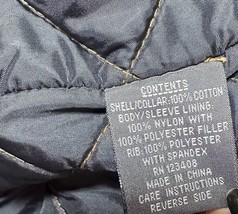 CONTENTS
SHELL/COLLAR: 100% COTTON
BODY/SLEEVE LINING:
100% NYLON WITH
100% POLYESTER FILLER
RIB: 100% POLYESTER
WITH SPANDEX
RN 123408
MADE IN CHINA
CARE INSTRUCTIONS
REVERSE SIDE